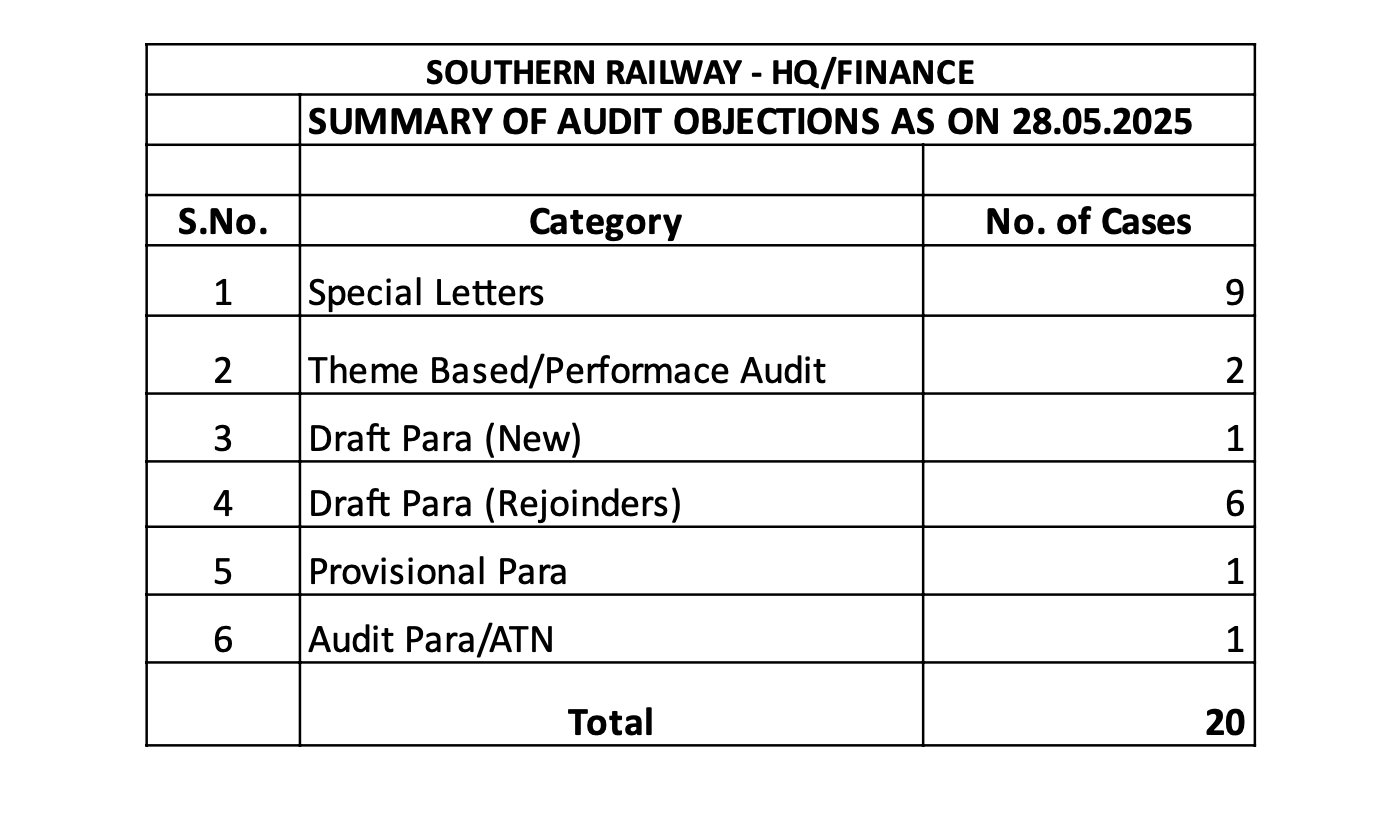 SOUTHERN RAILWAY - HQ/FINANCE
SUMMARY OF AUDIT OBJECTIONS AS ON 28.05.2025
S.No. Category No. of Cases
1 Special Letters 9
2 Theme Based/Performace Audit 2
3 Draft Para (New) 1
4 Draft Para (Rejoinders) 6
5 Provisional Para 1
6 Audit Para/ATN 1
Total 20